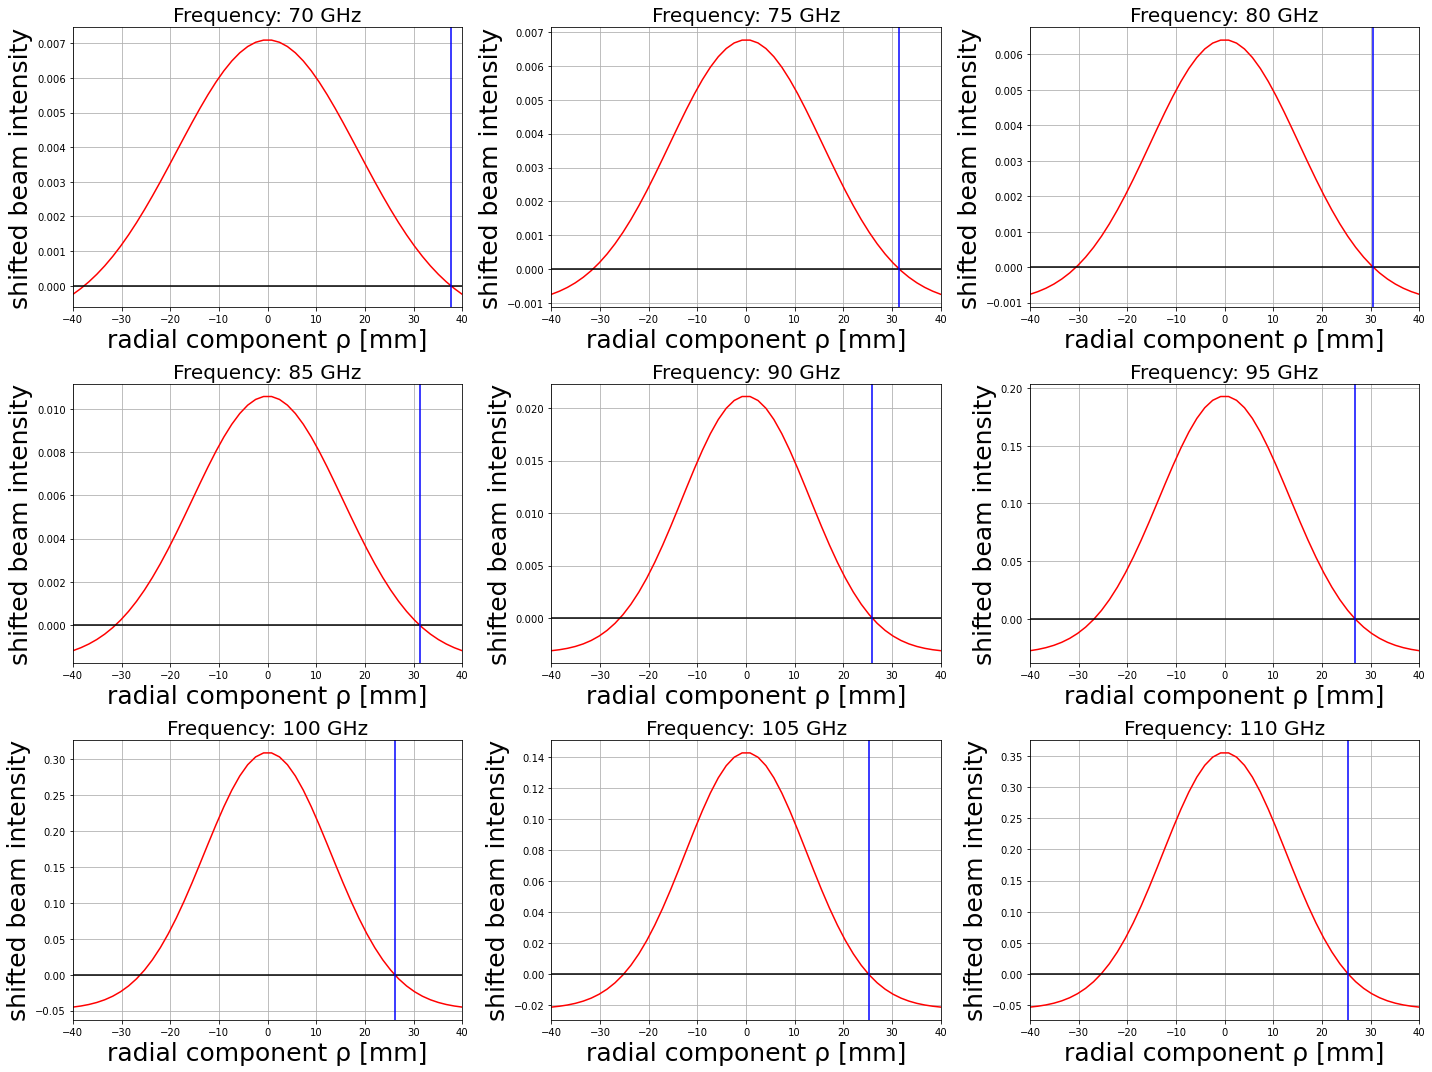 Frequency: 70 GHz
shifted beam intensity
0.007
0.006
0.005
0.004
0.003
0.002
0.001
0.000
−40 −30 −20 −10 0 10 20 30 40
radial component ρ [mm]
Frequency: 75 GHz
shifted beam intensity
0.007
0.006
0.005
0.004
0.003
0.002
0.001
0.000
−0.001
−40 −30 −20 −10 0 10 20 30 40
radial component ρ [mm]
Frequency: 80 GHz
shifted beam intensity
0.006
0.005
0.004
0.003
0.002
0.001
0.000
−0.001
−40 −30 −20 −10 0 10 20 30 40
radial component ρ [mm]
Frequency: 85 GHz
shifted beam intensity
0.010
0.008
0.006
0.004
0.002
0.000
−40 −30 −20 −10 0 10 20 30 40
radial component ρ [mm]
Frequency: 90 GHz
shifted beam intensity
0.020
0.015
0.010
0.005
0.000
−40 −30 −20 −10 0 10 20 30 40
radial component ρ [mm]
Frequency: 95 GHz
shifted beam intensity
0.20
0.15
0.10
0.05
0.00
−40 −30 −20 −10 0 10 20 30 40
radial component ρ [mm]
Frequency: 100 GHz
shifted beam intensity
0.30
0.25
0.20
0.15
0.10
0.05
0.00
−0.05
−40 −30 −20 −10 0 10 20 30 40
radial component ρ [mm]
Frequency: 105 GHz
shifted beam intensity
0.14
0.12
0.10
0.08
0.06
0.04
0.02
0.00
−0.02
−40 −30 −20 −10 0 10 20 30 40
radial component ρ [mm]
Frequency: 110 GHz
shifted beam intensity
0.35
0.30
0.25
0.20
0.15
0.10
0.05
0.00
−0.05
−40 −30 −20 −10 0 10 20 30 40
radial component ρ [mm]